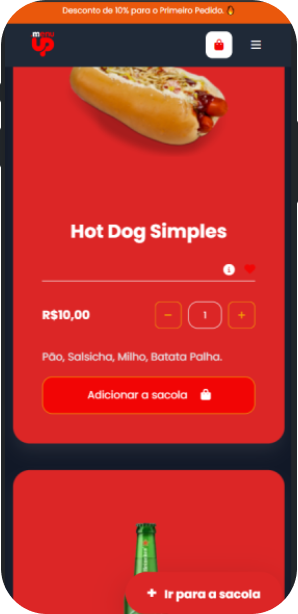 Desconto de 10% para o Primeiro Pedido.
menu
UP
Hot Dog Simples
R$10,00
−
1
+
Pão, Salsicha, Milho, Batata Palha.
Adicionar a sacola
+ Ir para a sacola